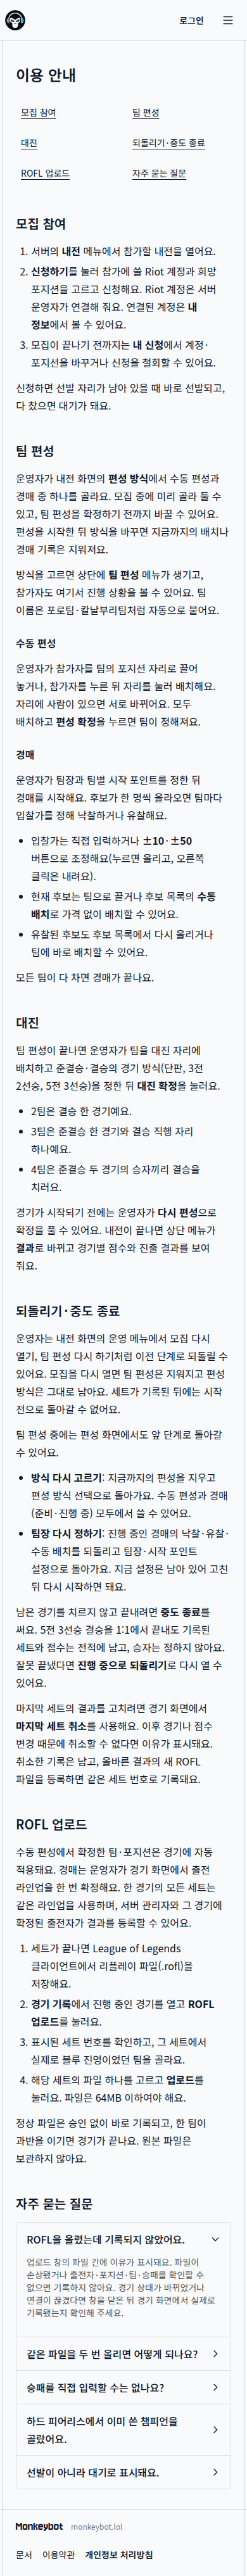 로그인
이용 안내
모집 참여
팀 편성
대진
되돌리기·중도 종료
ROFL 업로드
자주 묻는 질문
모집 참여
1. 서버의 내전 메뉴에서 참가할 내전을 열어요.
2. 신청하기를 눌러 참가에 쓸 Riot 계정과 희망
포지션을 고르고 신청해요. Riot 계정은 서버
운영자가 연결해 줘요. 연결된 계정은 내
정보에서 볼 수 있어요.
3. 모집이 끝나기 전까지는 내 신청에서 계정·
포지션을 바꾸거나 신청을 철회할 수 있어요.
신청하면 선발 자리가 남아 있을 때 바로 선발되고,
다 찼으면 대기가 돼요.
팀 편성
운영자가 내전 화면의 편성 방식에서 수동 편성과
경매 중 하나를 골라요. 모집 중에 미리 골라 둘 수
있고, 팀 편성을 확정하기 전까지 바꿀 수 있어요.
편성을 시작한 뒤 방식을 바꾸면 지금까지의 배치나
경매 기록은 지워져요.
방식을 고르면 상단에 팀 편성 메뉴가 생기고,
참가자도 여기서 진행 상황을 볼 수 있어요. 팀
이름은 포로팀·칼날부리팀처럼 자동으로 붙어요.
수동 편성
운영자가 참가자를 팀의 포지션 자리로 끌어
놓거나, 참가자를 누른 뒤 자리를 눌러 배치해요.
자리에 사람이 있으면 서로 바뀌어요. 모두
배치하고 편성 확정을 누르면 팀이 정해져요.
경매
운영자가 팀장과 팀별 시작 포인트를 정한 뒤
경매를 시작해요. 후보가 한 명씩 올라오면 팀마다
입찰가를 정해 낙찰하거나 유찰해요.
• 입찰가는 직접 입력하거나 ±10·±50
버튼으로 조정해요(누르면 올리고, 오른쪽
클릭은 내려요).
• 현재 후보는 팀으로 끌거나 후보 목록의 수동
배치로 가격 없이 배치할 수 있어요.
• 유찰된 후보도 후보 목록에서 다시 올리거나
팀에 바로 배치할 수 있어요.
모든 팀이 다 차면 경매가 끝나요.
대진
팀 편성이 끝나면 운영자가 팀을 대진 자리에
배치하고 준결승·결승의 경기 방식(단판, 3전
2선승, 5전 3선승)을 정한 뒤 대진 확정을 눌러요.
• 2팀은 결승 한 경기예요.
• 3팀은 준결승 한 경기와 결승 직행 자리
하나예요.
• 4팀은 준결승 두 경기의 승자끼리 결승을
치러요.
경기가 시작되기 전에는 운영자가 다시 편성으로
확정을 풀 수 있어요. 내전이 끝나면 상단 메뉴가
결과로 바뀌고 경기별 점수와 진출 결과를 보여
줘요.
되돌리기·중도 종료
운영자는 내전 화면의 운영 메뉴에서 모집 다시
열기, 팀 편성 다시 하기처럼 이전 단계로 되돌릴 수
있어요. 모집을 다시 열면 팀 편성은 지워지고 편성
방식은 그대로 남아요. 세트가 기록된 뒤에는 시작
전으로 돌아갈 수 없어요.
팀 편성 중에는 편성 화면에서도 앞 단계로 돌아갈
수 있어요.
• 방식 다시 고르기: 지금까지의 편성을 지우고
편성 방식 선택으로 돌아가요. 수동 편성과 경매
(준비·진행 중) 모두에서 쓸 수 있어요.
• 팀장 다시 정하기: 진행 중인 경매의 낙찰·유찰·
수동 배치를 되돌리고 팀장·시작 포인트
설정으로 돌아가요. 지금 설정은 남아 있어 고친
뒤 다시 시작하면 돼요.
남은 경기를 치르지 않고 끝내려면 중도 종료를
써요. 5전 3선승 결승을 1:1에서 끝내도 기록된
세트와 점수는 전적에 남고, 승자는 정하지 않아요.
잘못 끝냈다면 진행 중으로 되돌리기로 다시 열 수
있어요.
마지막 세트의 결과를 고치려면 경기 화면에서
마지막 세트 취소를 사용해요. 이후 경기나 점수
변경 때문에 취소할 수 없다면 이유가 표시돼요.
취소한 기록은 남고, 올바른 결과의 새 ROFL
파일을 등록하면 같은 세트 번호로 기록돼요.
ROFL 업로드
수동 편성에서 확정한 팀·포지션은 경기에 자동
적용돼요. 경매는 운영자가 경기 화면에서 출전
라인업을 한 번 확정해요. 한 경기의 모든 세트는
같은 라인업을 사용하며, 서버 관리자와 그 경기에
확정된 출전자가 결과를 등록할 수 있어요.
1. 세트가 끝나면 League of Legends
클라이언트에서 리플레이 파일(.rofl)을
저장해요.
2. 경기 기록에서 진행 중인 경기를 열고 ROFL
업로드를 눌러요.
3. 표시된 세트 번호를 확인하고, 그 세트에서
실제로 블루 진영이었던 팀을 골라요.
4. 해당 세트의 파일 하나를 고르고 업로드를
눌러요. 파일은 64MB 이하여야 해요.
정상 파일은 승인 없이 바로 기록되고, 한 팀이
과반을 이기면 경기가 끝나요. 원본 파일은
보관하지 않아요.
자주 묻는 질문
ROFL을 올렸는데 기록되지 않았어요.
업로드 창의 파일 칸에 이유가 표시돼요. 파일이
손상됐거나 출전자·포지션·팀·승패를 확인할 수
없으면 기록하지 않아요. 경기 상태가 바뀌었거나
연결이 끊겼다면 창을 닫은 뒤 경기 화면에서 실제로
기록됐는지 확인해 주세요.
같은 파일을 두 번 올리면 어떻게 되나요?
승패를 직접 입력할 수는 없나요?
하드 피어리스에서 이미 쓴 챔피언을
골랐어요.
선발이 아니라 대기로 표시돼요.
Monkeybot monkeybot.lol
문서 이용약관 개인정보 처리방침